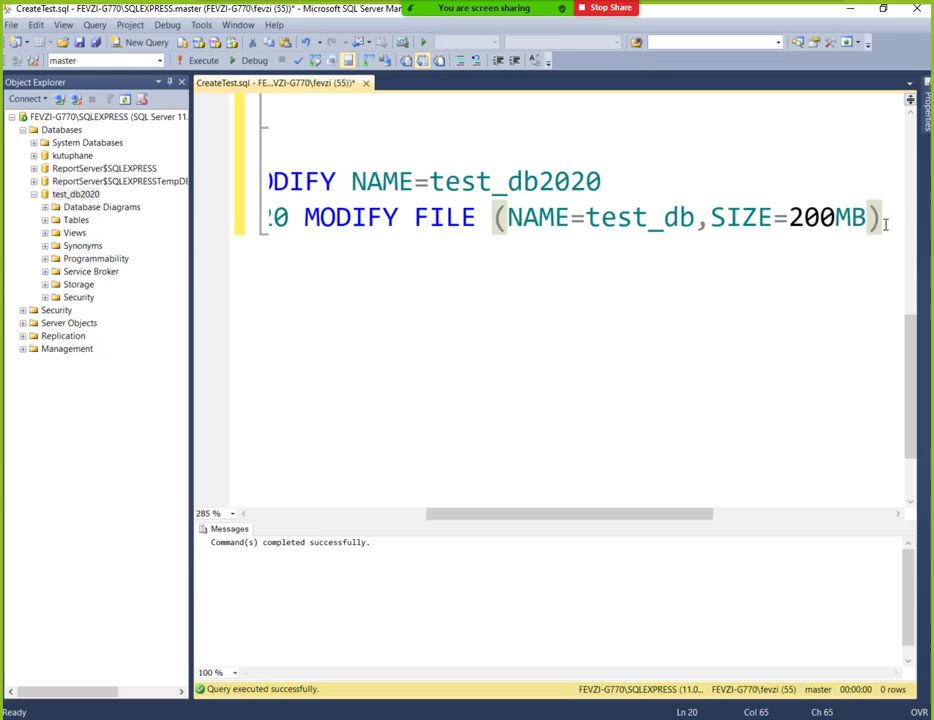 CreateTest.sql - FEVZI-G770\SQLEXPRESS.master (FEVZI-G770\fevzi (55))* - Microsoft SQL Server Man
You are screen sharing
Stop Share
File Edit View Query Project Debug Tools Window Community Help
New Query
master
Execute Debug
Object Explorer
CreateTest.sql - FE...VZI-G770\fevzi (55))*
Connect
FEVZI-G770\SQLEXPRESS (SQL Server 11.
Databases
System Databases
kutuphane
ReportServer$SQLEXPRESS
ReportServer$SQLEXPRESSTempDB
test_db2020
Database Diagrams
Tables
Views
Synonyms
Programmability
Service Broker
Storage
Security
Security
Server Objects
Replication
Management
ODIFY NAME=test_db2020
20 MODIFY FILE (NAME=test_db,SIZE=200MB)
Properties
285 %
Messages
Command(s) completed successfully.
100 %
Query executed successfully.
FEVZI-G770\SQLEXPRESS (11.0... FEVZI-G770\fevzi (55) master 00:00:00 0 rows
Ready
Ln 20 Col 65 Ch 65 OVR